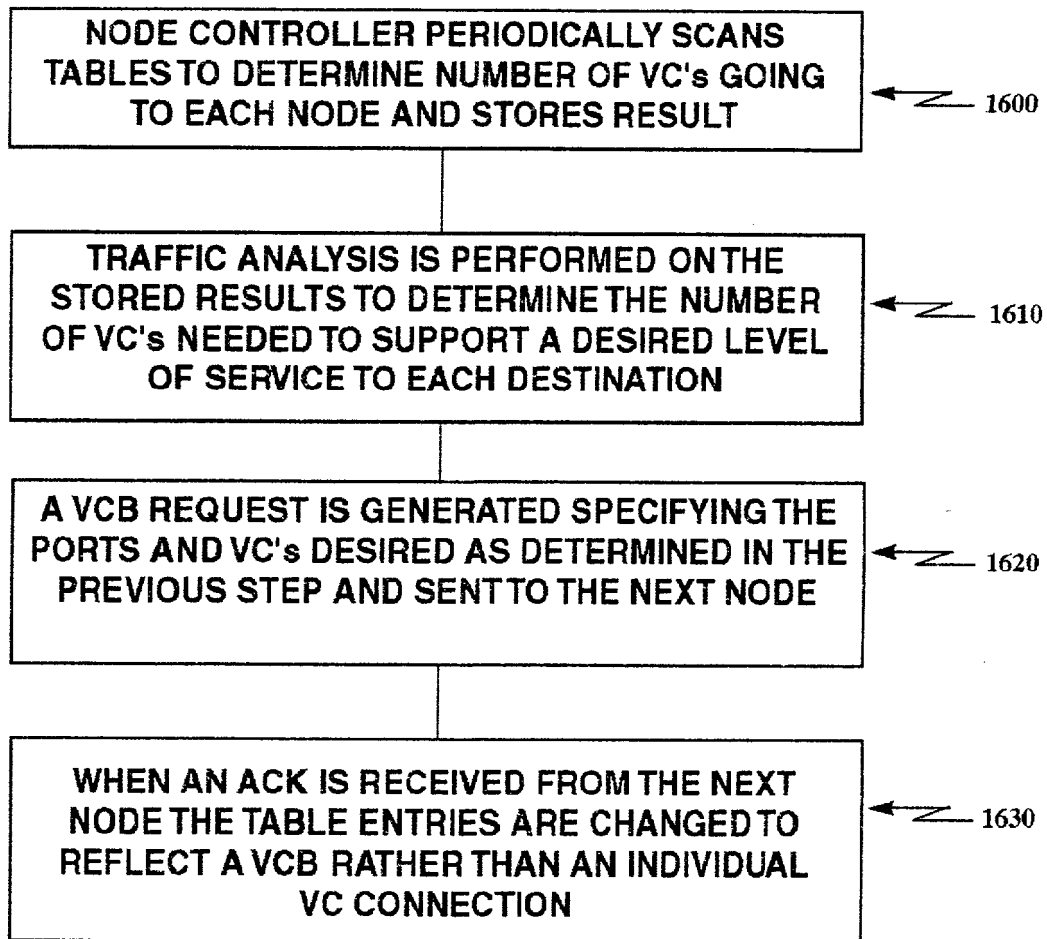 NODE CONTROLLER PERIODICALLY SCANS
TABLES TO DETERMINE NUMBER OF VC's GOING
TO EACH NODE AND STORES RESULT
1600
TRAFFIC ANALYSIS IS PERFORMED ON THE
STORED RESULTS TO DETERMINE THE NUMBER
OF VC's NEEDED TO SUPPORT A DESIRED LEVEL
OF SERVICE TO EACH DESTINATION
1610
A VCB REQUEST IS GENERATED SPECIFYING THE
PORTS AND VC's DESIRED AS DETERMINED IN THE
PREVIOUS STEP AND SENT TO THE NEXT NODE
1620
WHEN AN ACK IS RECEIVED FROM THE NEXT
NODE THE TABLE ENTRIES ARE CHANGED TO
REFLECT A VCB RATHER THAN AN INDIVIDUAL
VC CONNECTION
1630